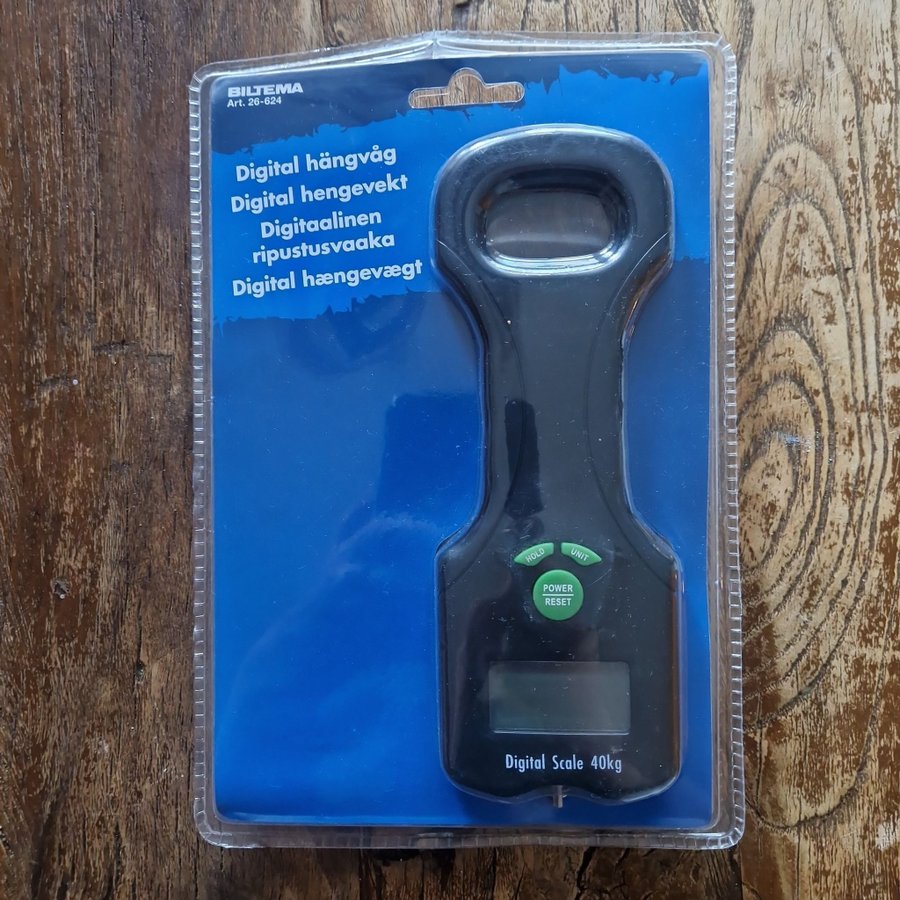 BILTEMA
Art. 26-624
Digital hängvåg
Digital hengevekt
Digitaalinen
ripustusvaaka
Digital hængevægt
HOLD
UNIT
POWER
RESET
Digital Scale 40kg